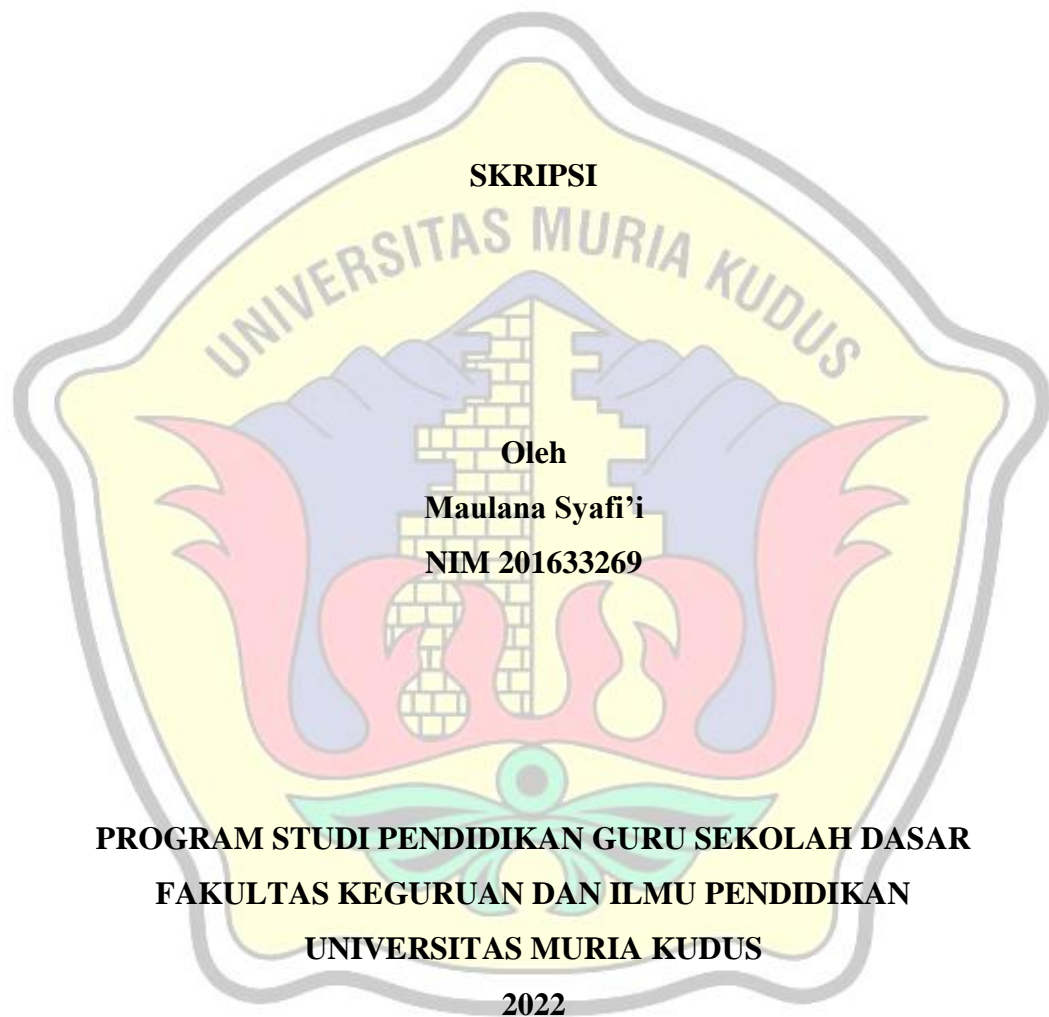 SKRIPSI
UNIVERSITAS MURIA KUDUS
Oleh
Maulana Syafi’i
NIM 201633269
PROGRAM STUDI PENDIDIKAN GURU SEKOLAH DASAR
FAKULTAS KEGURUAN DAN ILMU PENDIDIKAN
UNIVERSITAS MURIA KUDUS
2022